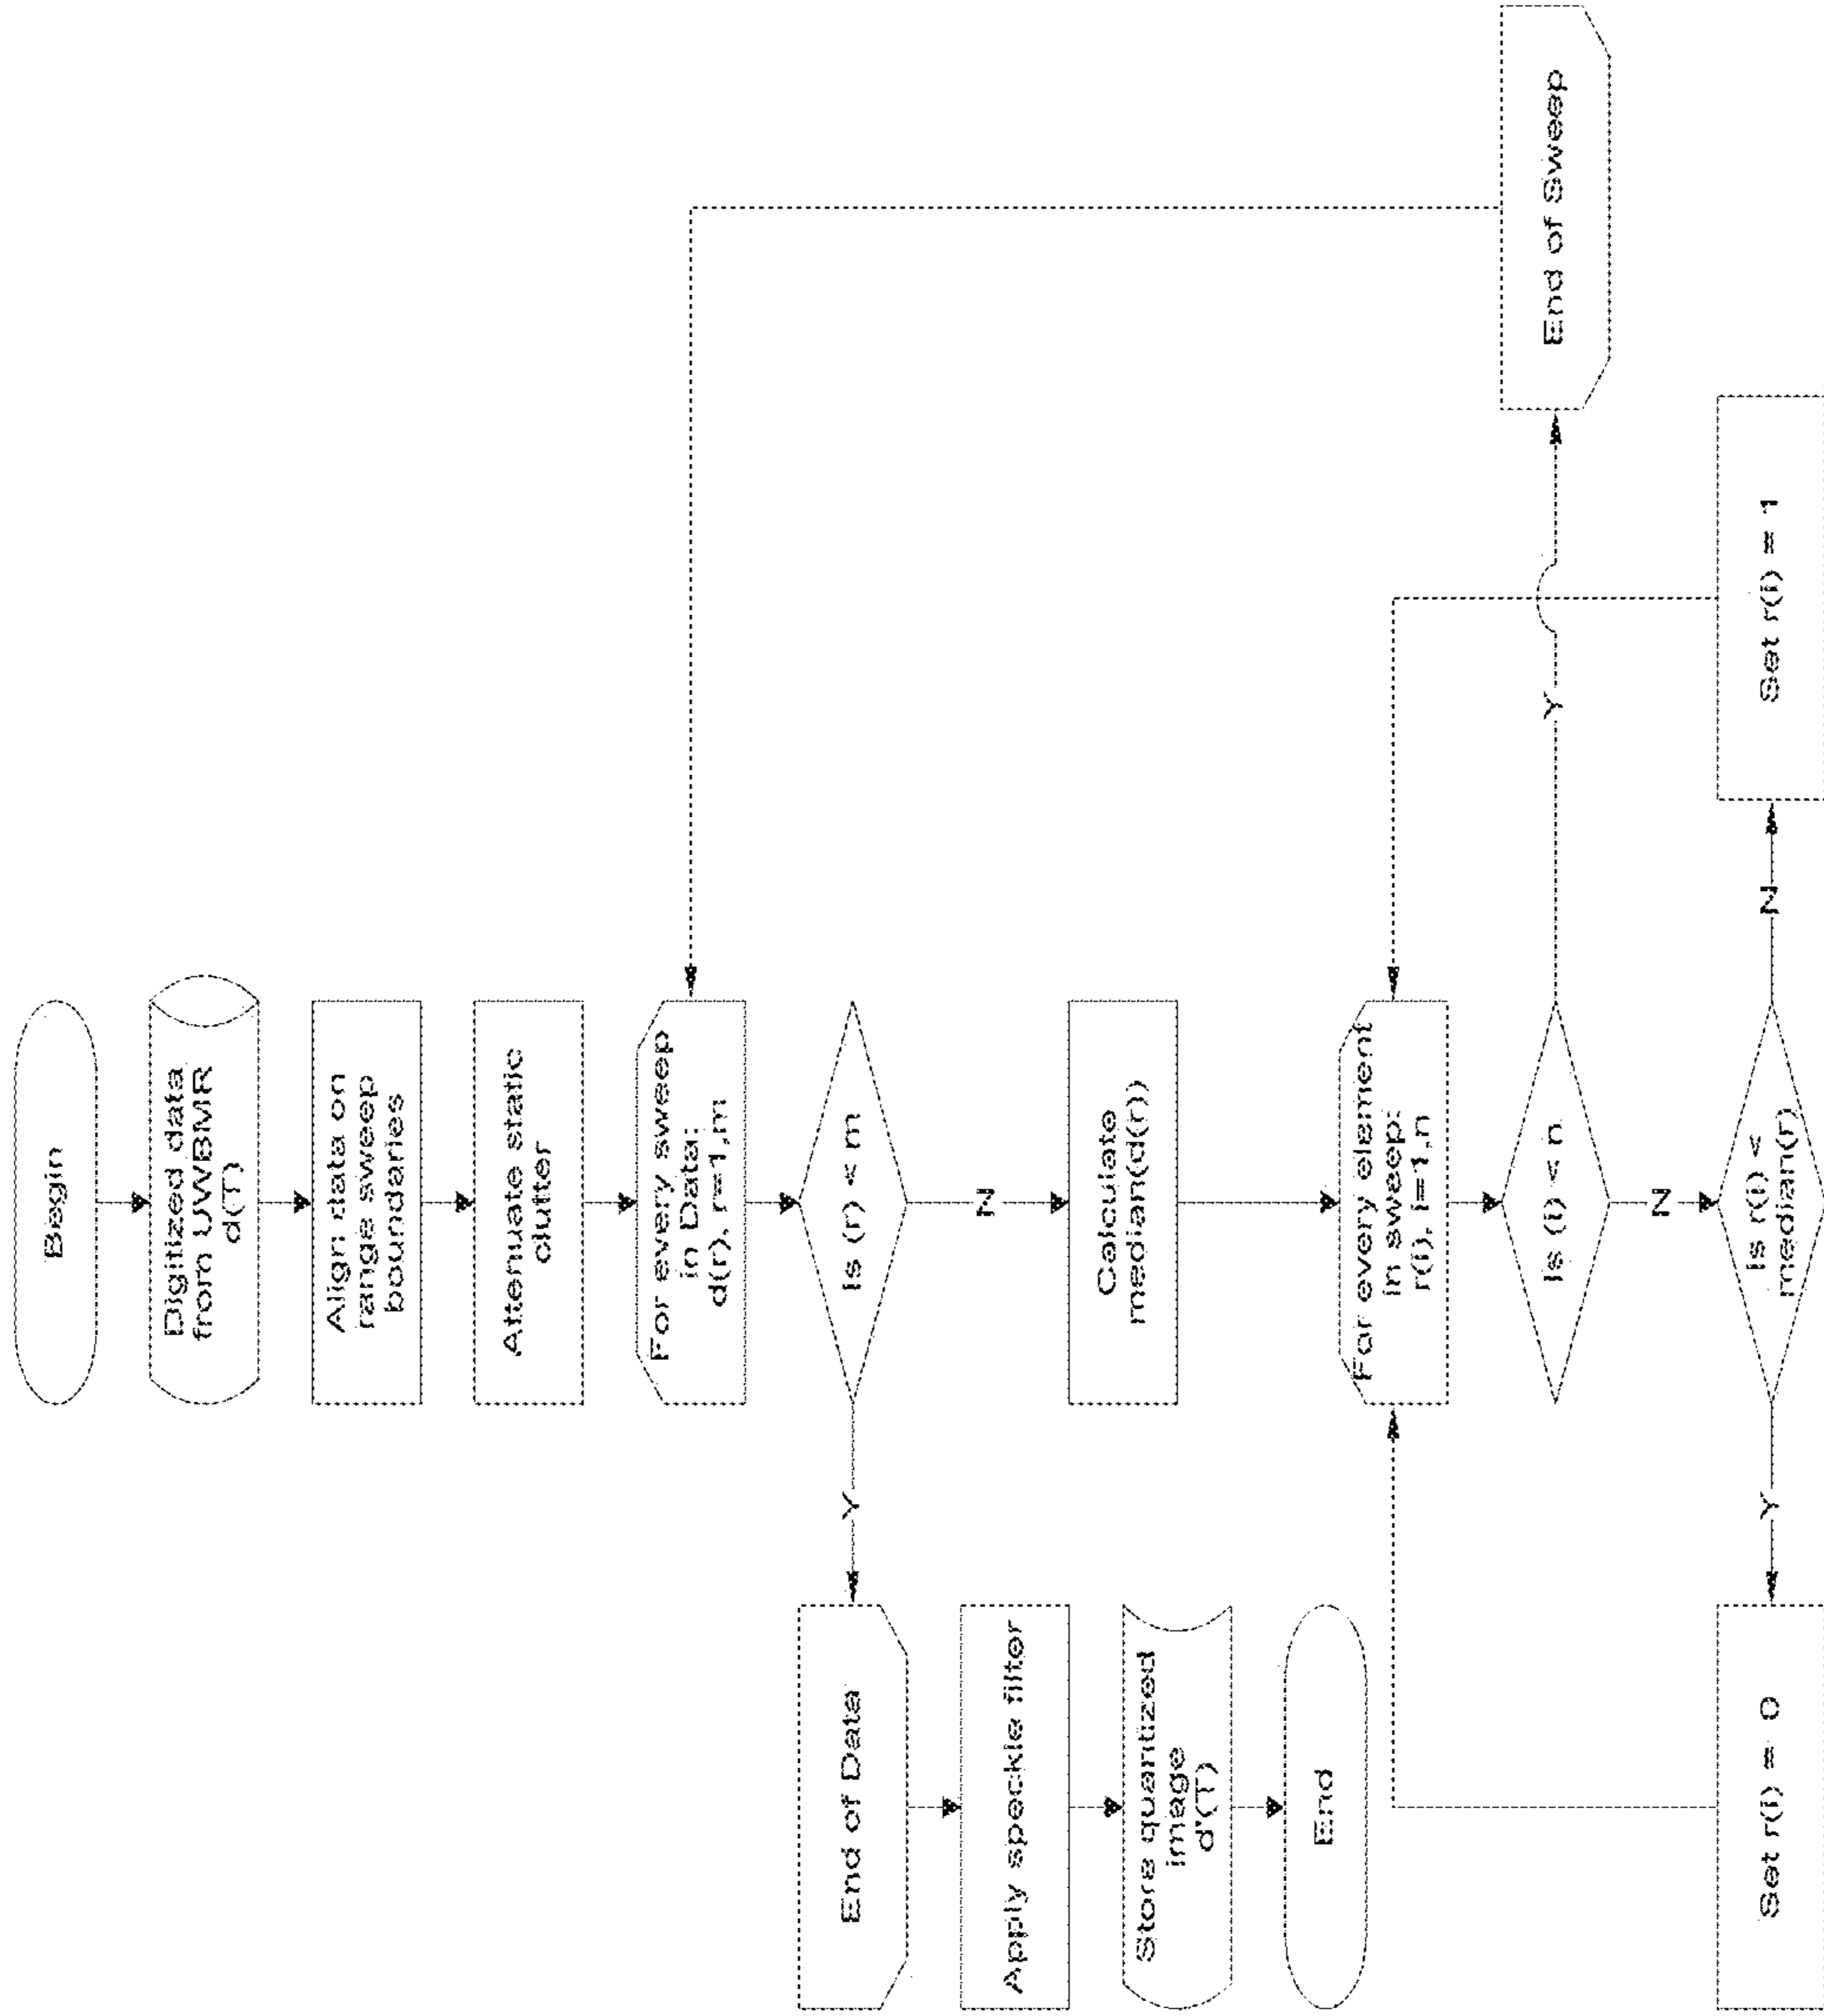 Begin
Digitized data
from UWBMR
d(T)
Align data on
range sweep
boundaries
Attenuate static
clutter
For every sweep
in Data:
d(r), r=1,m
Is (r) < m
Y
N
End of Data
Apply speckle filter
Store quantized
image
d'(T)
End
Calculate
median(d(r))
For every element
in sweep:
r(i), i=1,n
Is (i) < n
Y
N
End of Sweep
Is r(i) <
median(r)
Y
N
Set r(i) = 0
Set r(i) = 1